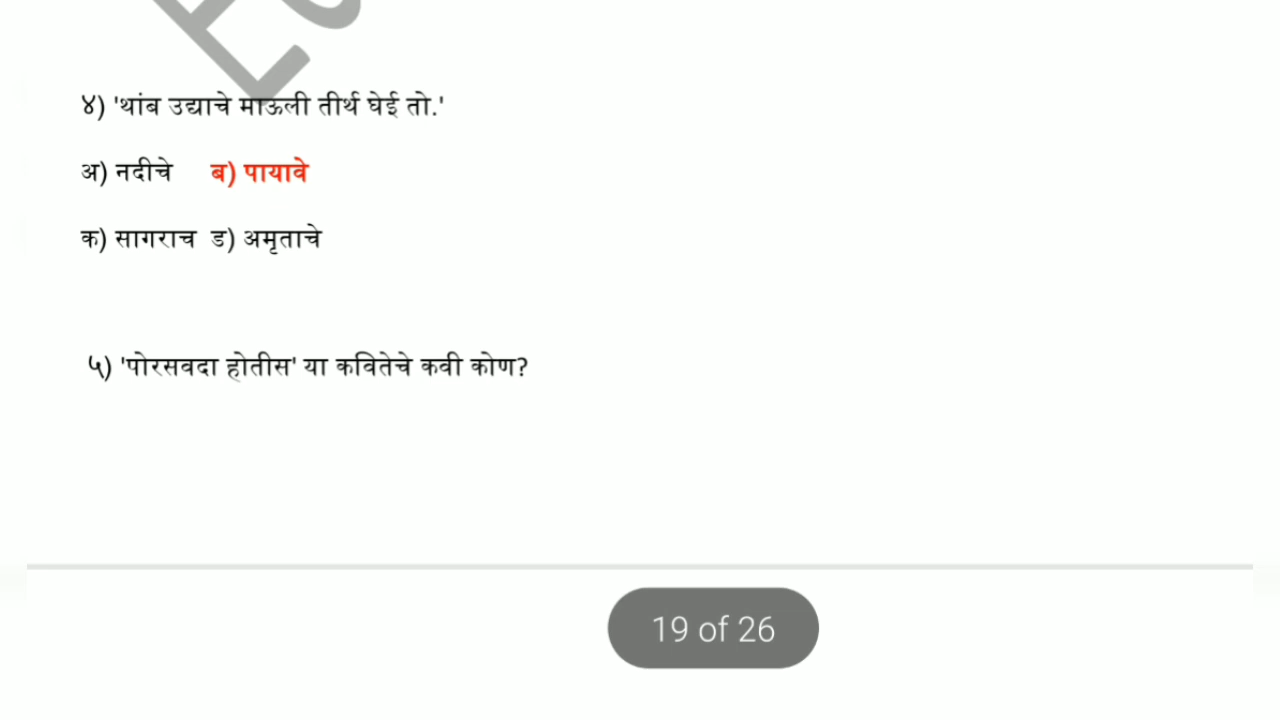 ४) 'थांब उद्याचे माऊली तीर्थ घेई तो.'
अ) नदीचे ब) पायावे
क) सागराच ड) अमृताचे
५) 'पोरसवदा होतीस' या कवितेचे कवी कोण?
19 of 26